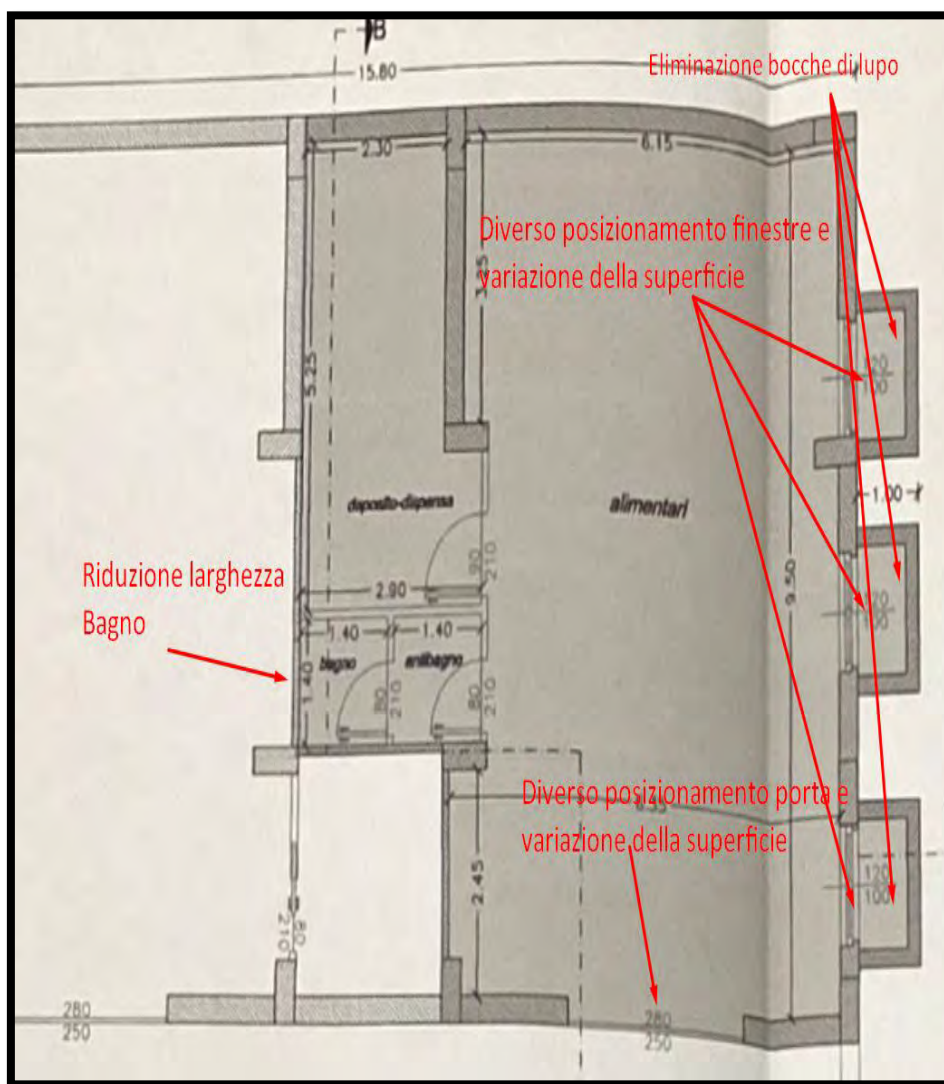 B
15.80
Eliminazione bocche di lupo
2.30
6.15
Diverso posizionamento finestre e
variazione della superficie
3.25
5.25
120
100
1.00
deposito-dispensa
alimentari
90
210
9.50
Riduzione larghezza
Bagno
2.90
120
100
1.40
1.40
bagno
antibagno
1.40
80
210
80
210
Diverso posizionamento porta e
variazione della superficie
2.45
120
100
80
210
280
250
280
250